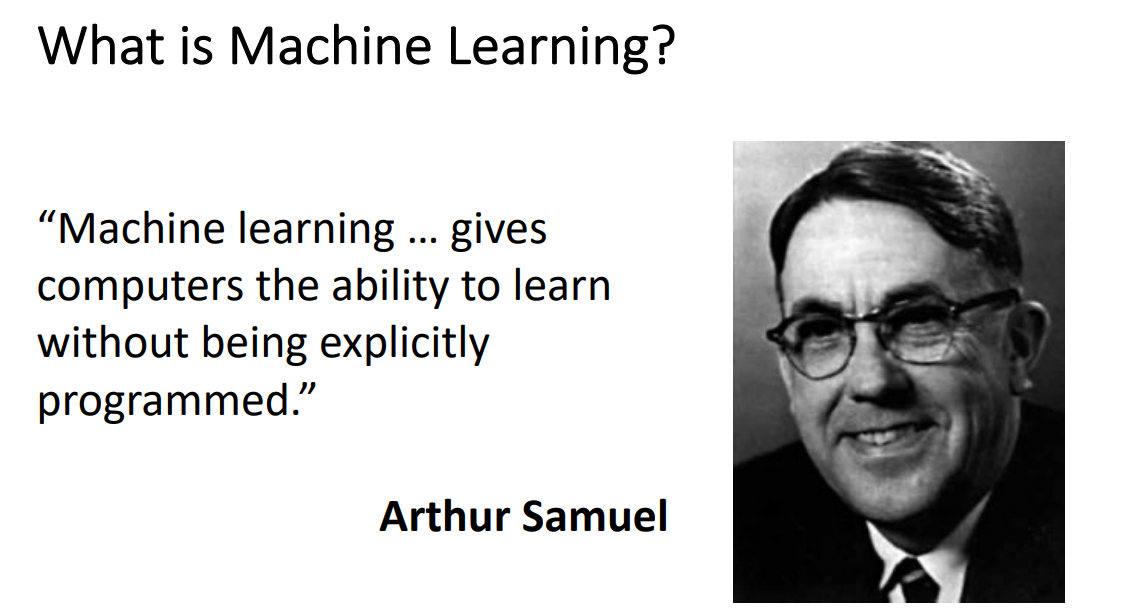 What is Machine Learning?
“Machine learning … gives
computers the ability to learn
without being explicitly
programmed.”
Arthur Samuel